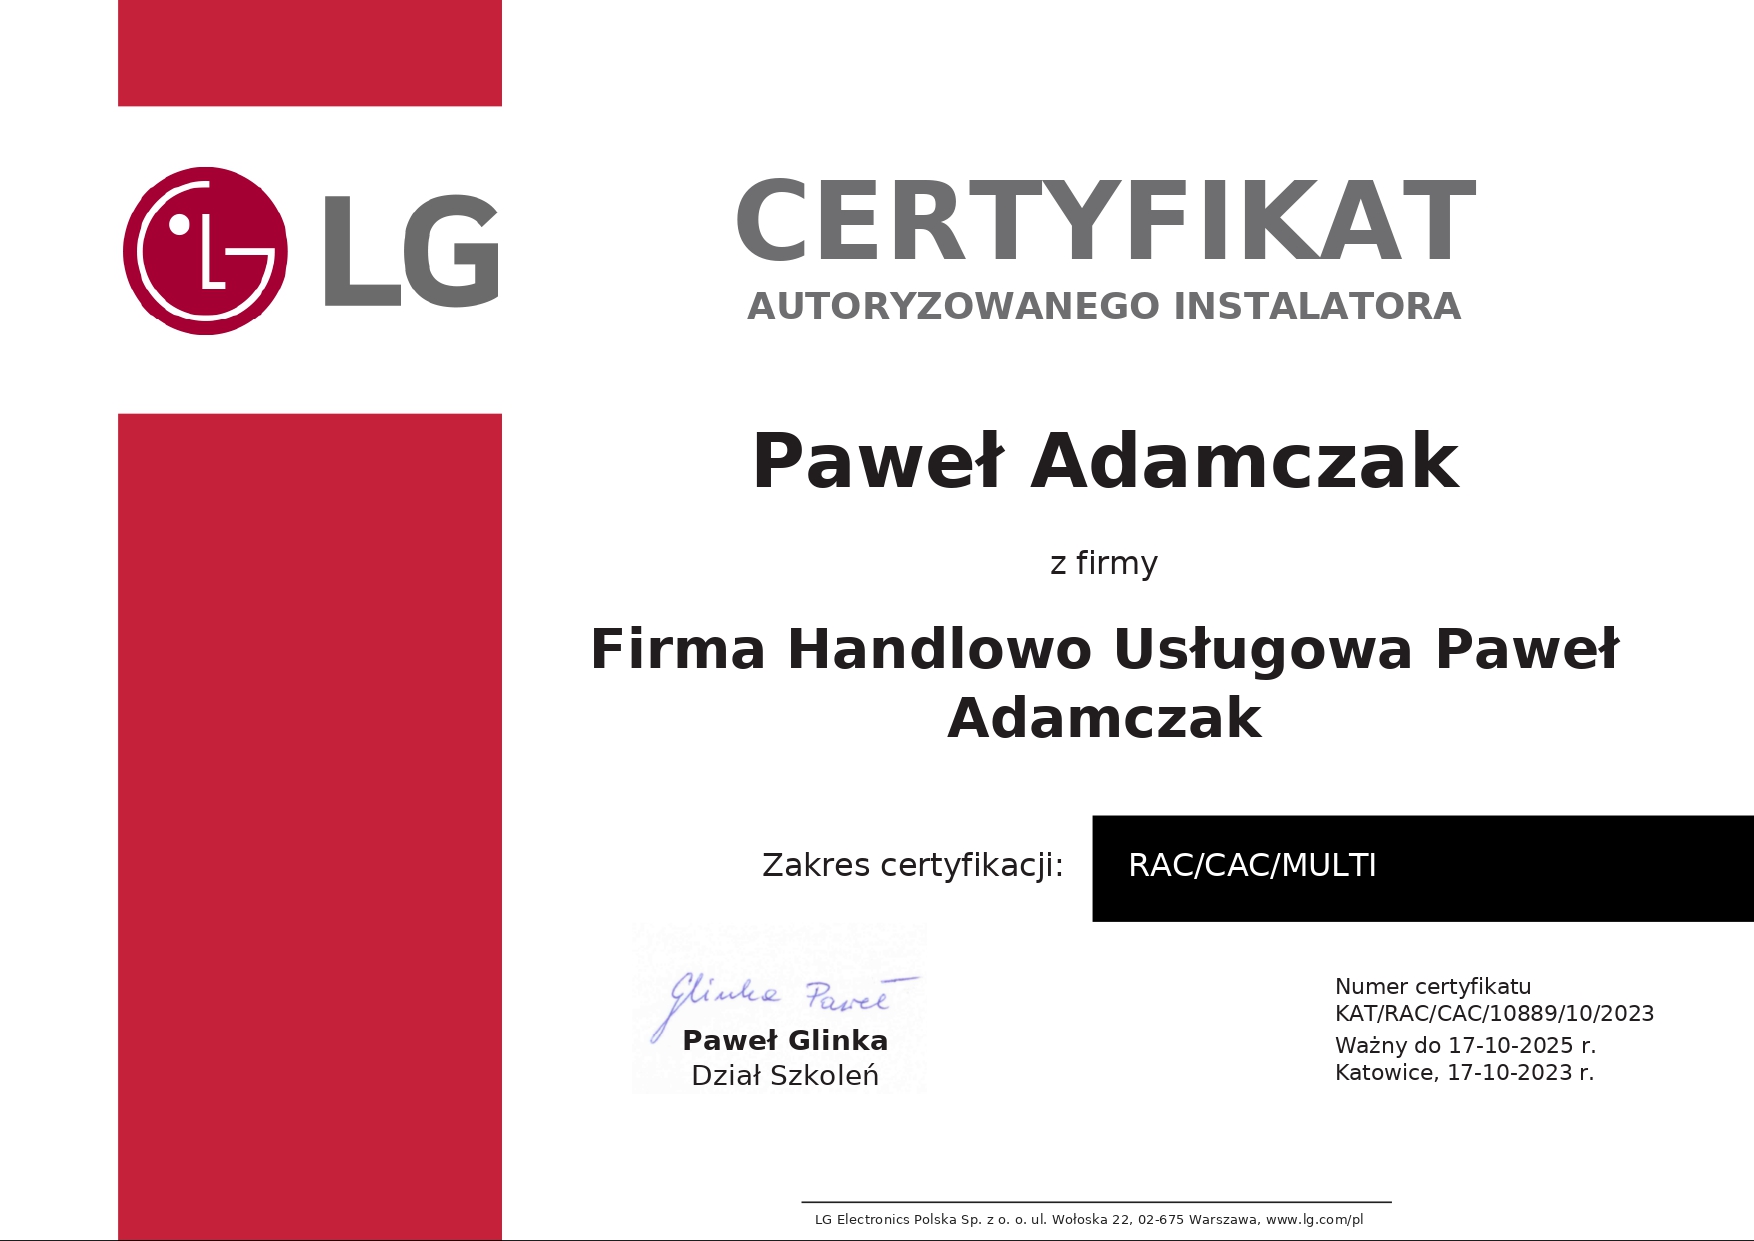 LG
CERTYFIKAT
AUTORYZOWANEGO INSTALATORA
Paweł Adamczak
z firmy
Firma Handlowo Usługowa Paweł
Adamczak
Zakres certyfikacji:
RAC/CAC/MULTI
Glinka Paweł
Paweł Glinka
Dział Szkoleń
Numer certyfikatu
KAT/RAC/CAC/10889/10/2023
Ważny do 17-10-2025 r.
Katowice, 17-10-2023 r.
LG Electronics Polska Sp. z o. o. ul. Wołoska 22, 02-675 Warszawa, www.lg.com/pl